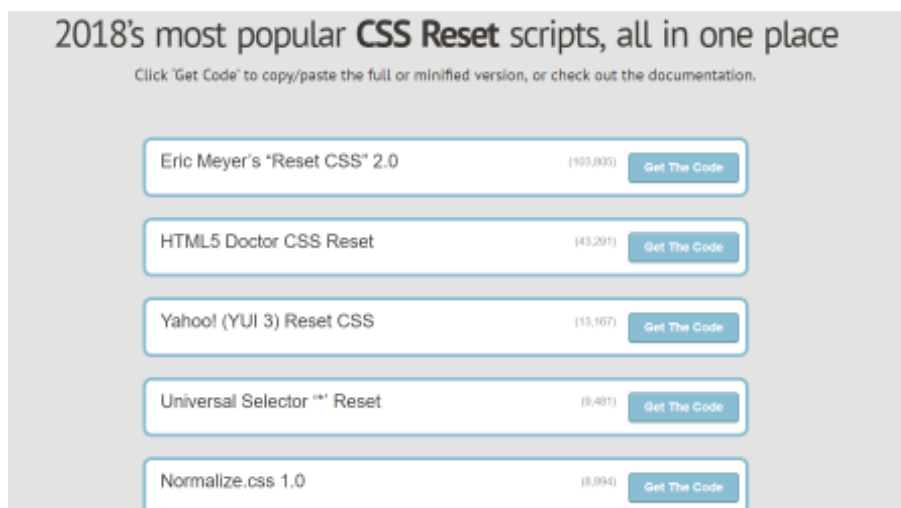 2018's most popular CSS Reset scripts, all in one place
Click 'Get Code' to copy/paste the full or minified version, or check out the documentation.
Eric Meyer's "Reset CSS" 2.0 (103,805) Get The Code
HTML5 Doctor CSS Reset (43,291) Get The Code
Yahoo! (YUI 3) Reset CSS (13,167) Get The Code
Universal Selector '*' Reset (9,481) Get The Code
Normalize.css 1.0 (8,894) Get The Code